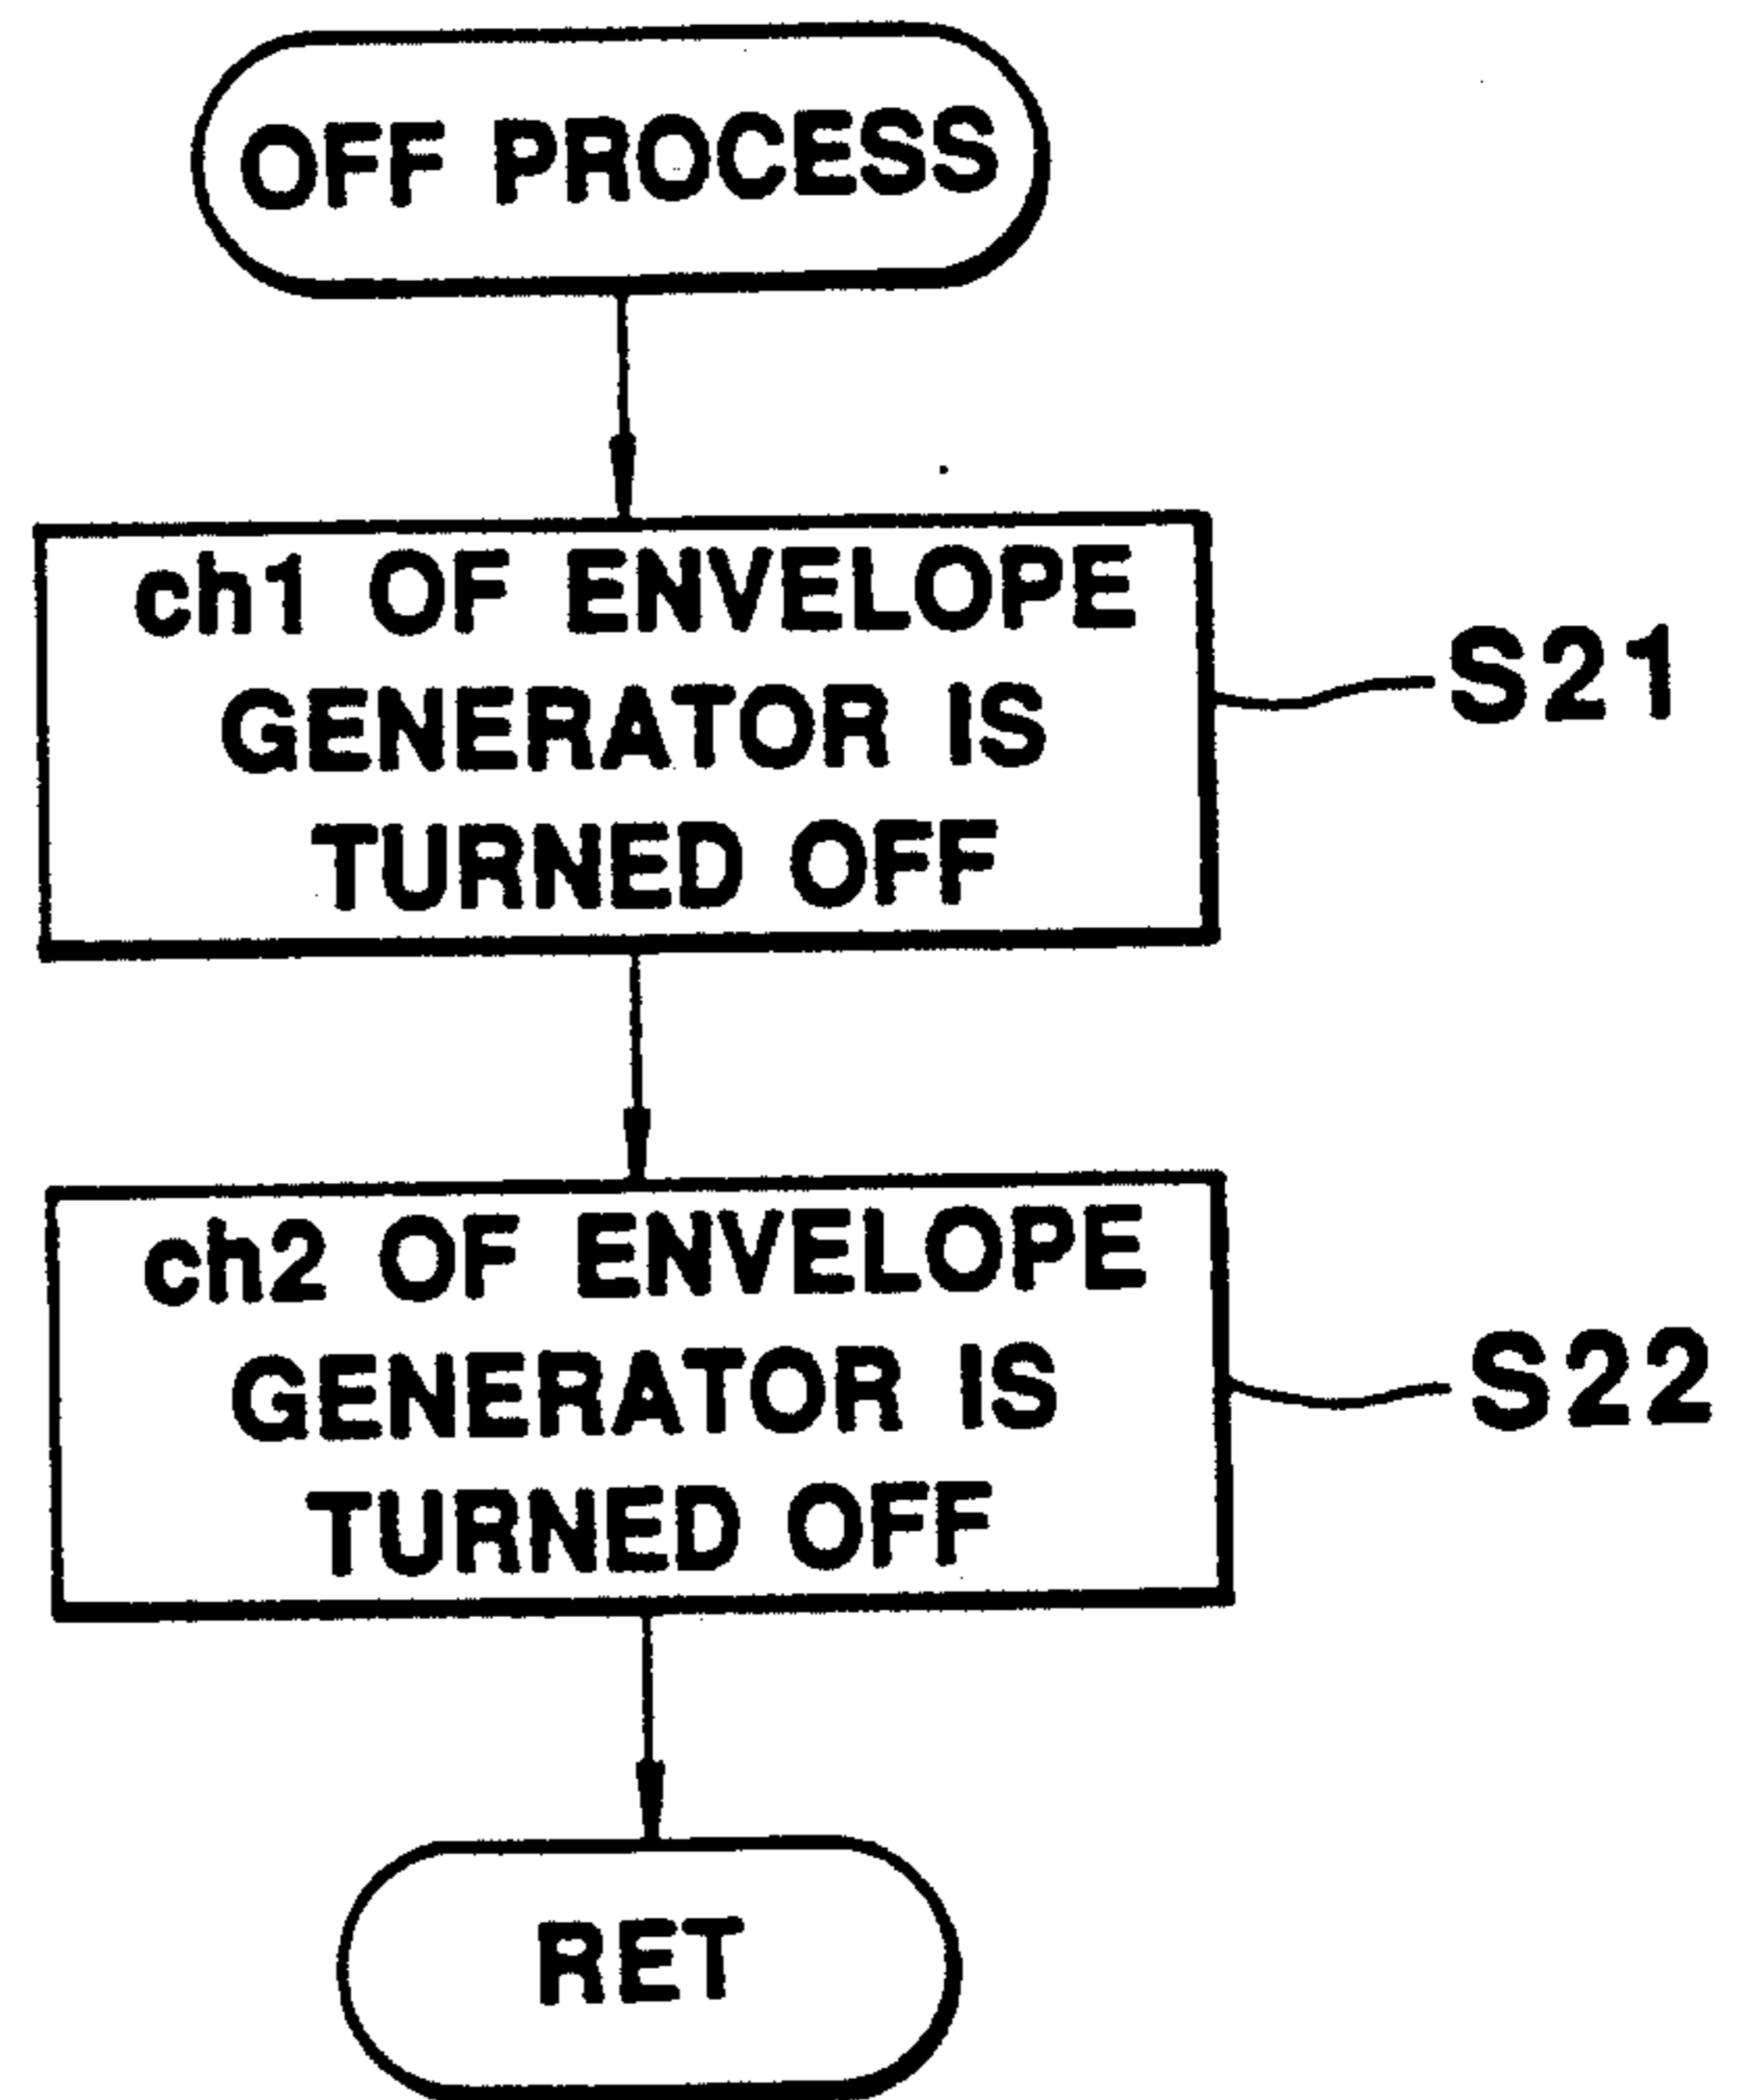 OFF PROCESS
ch1 OF ENVELOPE
GENERATOR IS
TURNED OFF
S21
ch2 OF ENVELOPE
GENERATOR IS
TURNED OFF
S22
RET